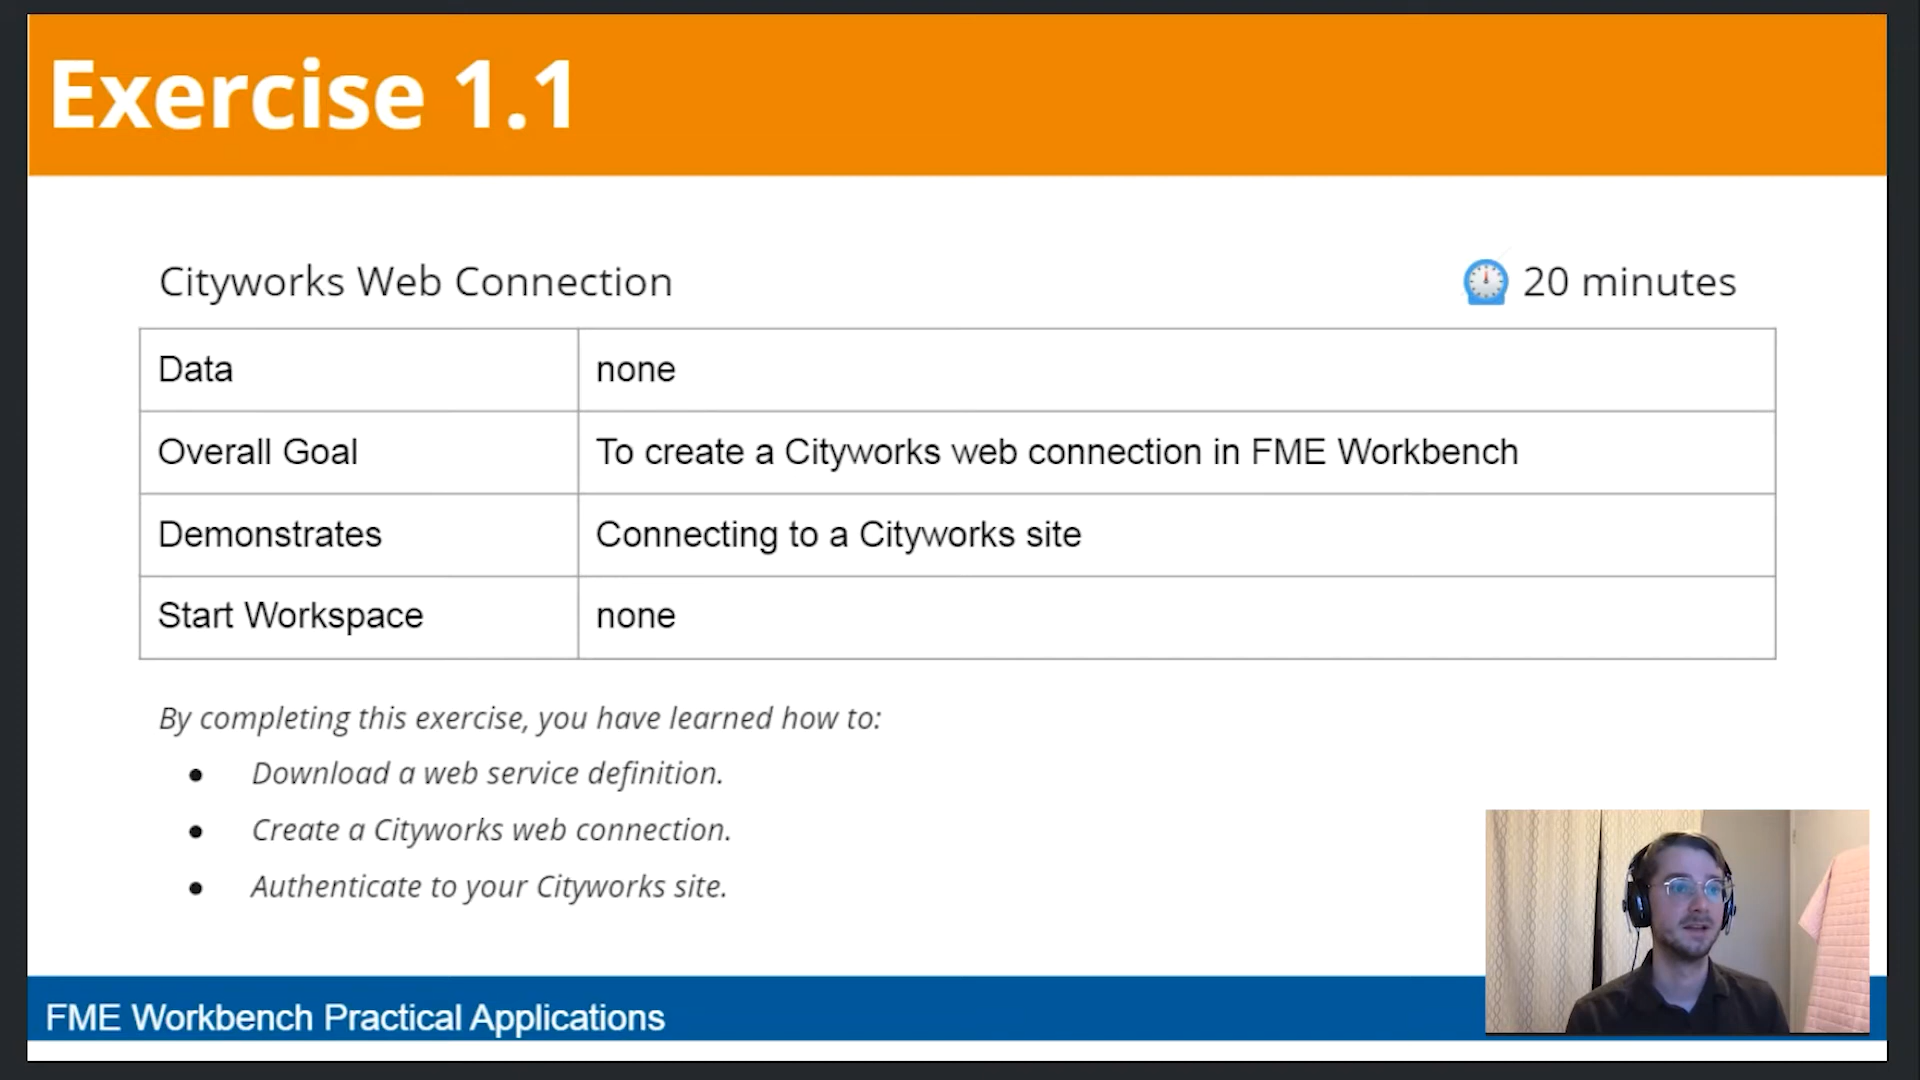 Exercise 1.1
Cityworks Web Connection
20 minutes
Data
none
Overall Goal
To create a Cityworks web connection in FME Workbench
Demonstrates
Connecting to a Cityworks site
Start Workspace
none
By completing this exercise, you have learned how to:
● Download a web service definition.
● Create a Cityworks web connection.
● Authenticate to your Cityworks site.
FME Workbench Practical Applications